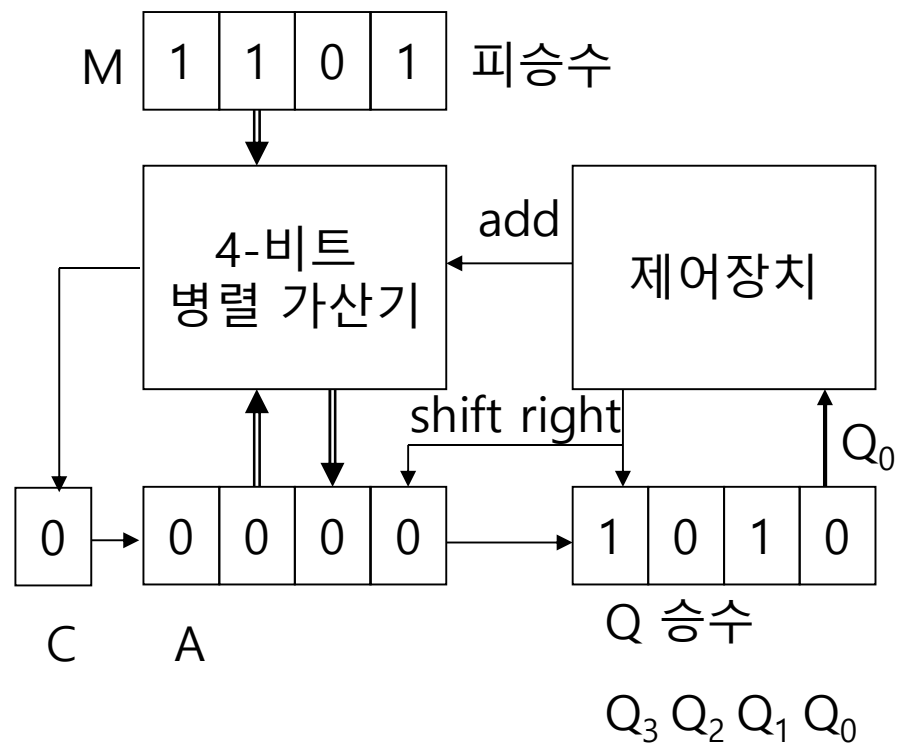 M 1 1 0 1 피승수
4-비트
병렬 가산기
add
제어장치
shift right
Q₀
0 0 0 0 0 1 0 1 0
C A
Q 승수
Q₃ Q₂ Q₁ Q₀